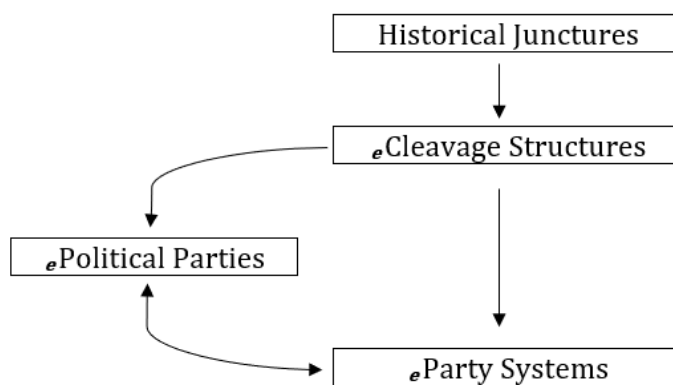 Historical Junctures
eCleavage Structures
ePolitical Parties
eParty Systems